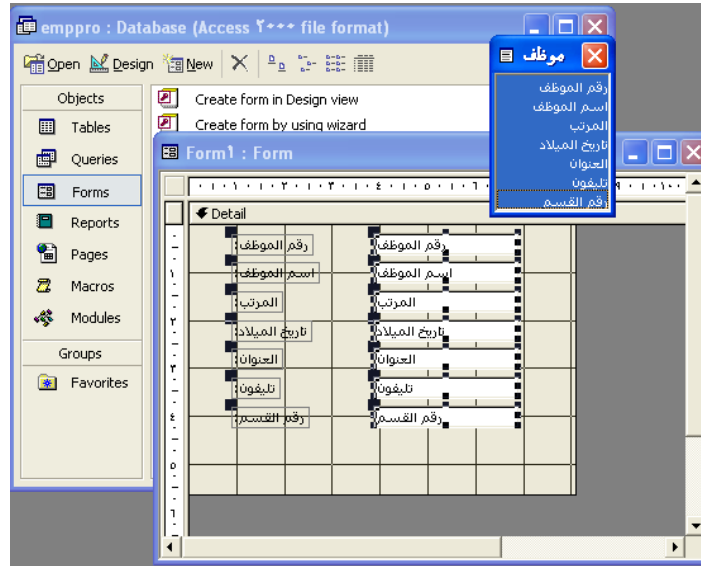 emppro : Database (Access ٢٠٠٠ file format)
Open Design New
Objects
Tables
Queries
Forms
Reports
Pages
Macros
Modules
Groups
Favorites
Create form in Design view
Create form by using wizard
موظف
رقم الموظف
اسم الموظف
المرتب
تاريخ الميلاد
العنوان
تليفون
رقم القسم
Form١ : Form
Detail
رقم الموظف: رقم الموظف
اسم الموظف: اسم الموظف
المرتب: المرتب
تاريخ الميلاد: تاريخ الميلاد
العنوان: العنوان
تليفون: تليفون
رقم القسم: رقم القسم